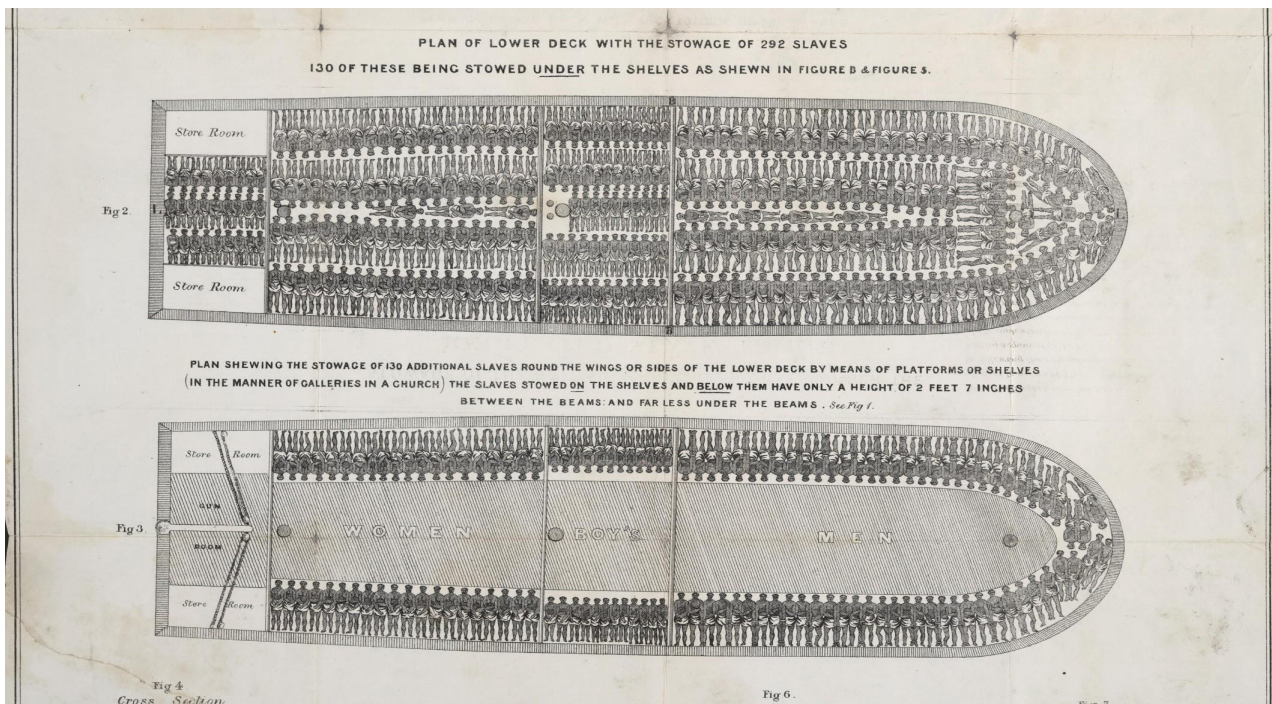 PLAN OF LOWER DECK WITH THE STOWAGE OF 292 SLAVES
130 OF THESE BEING STOWED UNDER THE SHELVES AS SHEWN IN FIGURE B & FIGURE 5.
B
Store Room
Fig 2.
Store Room
B
PLAN SHEWING THE STOWAGE OF 130 ADDITIONAL SLAVES ROUND THE WINGS OR SIDES OF THE LOWER DECK BY MEANS OF PLATFORMS OR SHELVES
(IN THE MANNER OF GALLERIES IN A CHURCH) THE SLAVES STOWED ON THE SHELVES AND BELOW THEM HAVE ONLY A HEIGHT OF 2 FEET 7 INCHES
BETWEEN THE BEAMS: AND FAR LESS UNDER THE BEAMS. See Fig 1.
Store Room
GUN
Fig 3.
WOMEN
BOY'S
MEN
ROOM
Store Room
Fig 4
Cross Section
Fig 6.